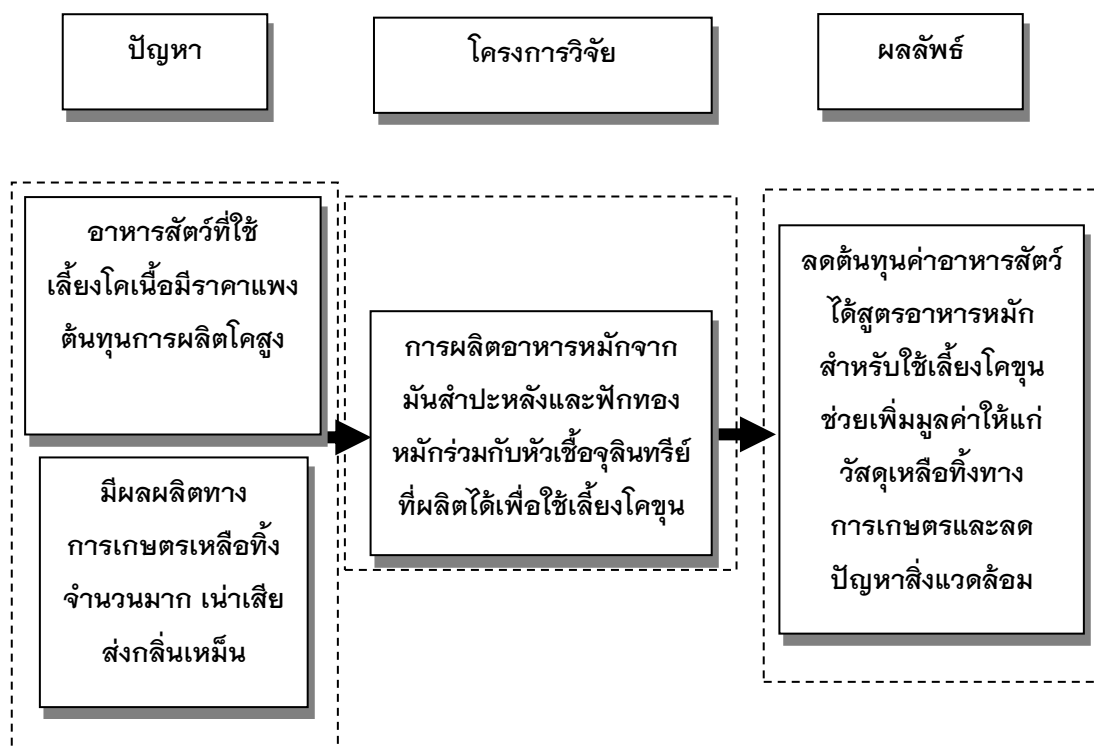 ปัญหา
โครงการวิจัย
ผลลัพธ์
อาหารสัตว์ที่ใช้
เลี้ยงโคเนื้อมีราคาแพง
ต้นทุนการผลิตโคสูง
มีผลผลิตทาง
การเกษตรเหลือทิ้ง
จำนวนมาก เน่าเสีย
ส่งกลิ่นเหม็น
การผลิตอาหารหมักจาก
มันสำปะหลังและฟักทอง
หมักร่วมกับหัวเชื้อจุลินทรีย์
ที่ผลิตได้เพื่อใช้เลี้ยงโคขุน
ลดต้นทุนค่าอาหารสัตว์
ได้สูตรอาหารหมัก
สำหรับใช้เลี้ยงโคขุน
ช่วยเพิ่มมูลค่าให้แก่
วัสดุเหลือทิ้งทาง
การเกษตรและลด
ปัญหาสิ่งแวดล้อม